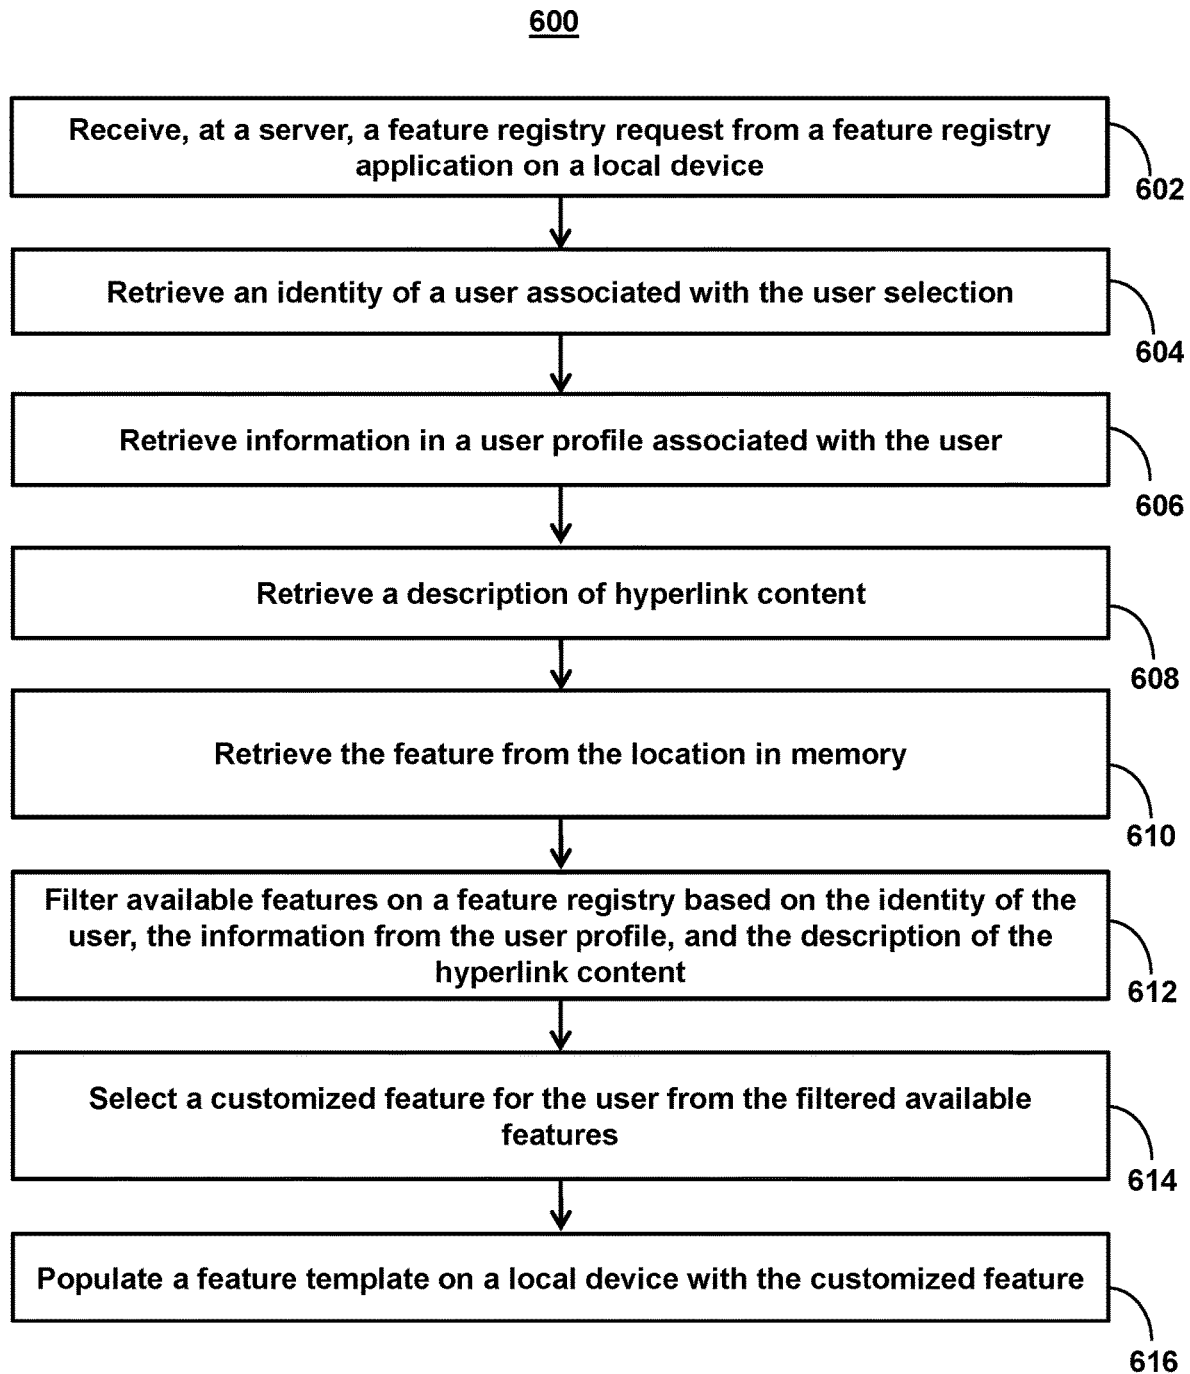 600
Receive, at a server, a feature registry request from a feature registry
application on a local device
602
Retrieve an identity of a user associated with the user selection
604
Retrieve information in a user profile associated with the user
606
Retrieve a description of hyperlink content
608
Retrieve the feature from the location in memory
610
Filter available features on a feature registry based on the identity of the
user, the information from the user profile, and the description of the
hyperlink content
612
Select a customized feature for the user from the filtered available
features
614
Populate a feature template on a local device with the customized feature
616